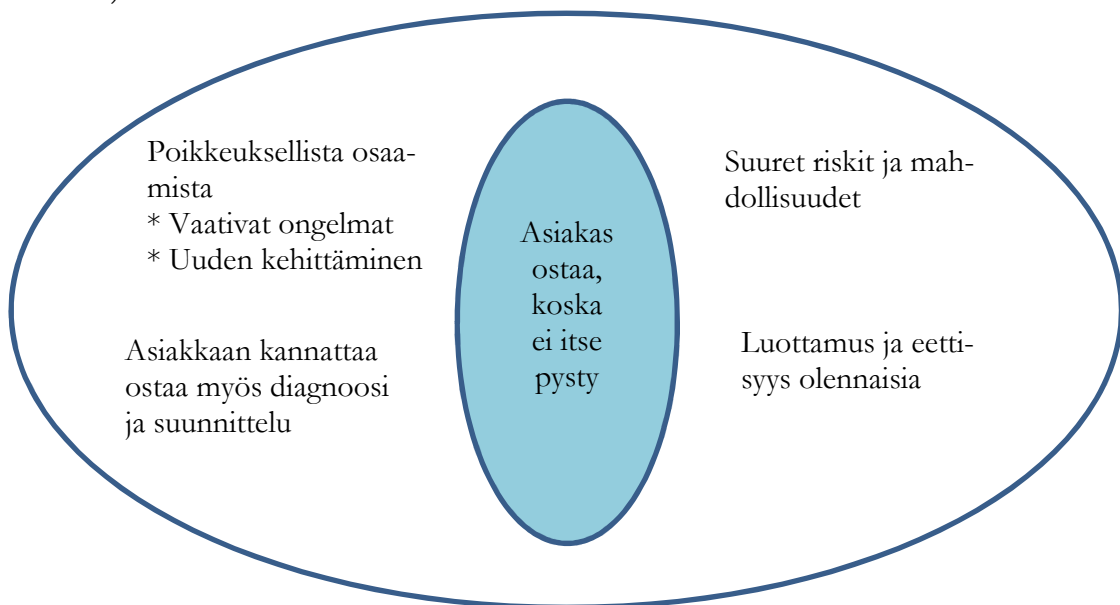 Poikkeuksellista osaa-
mista
* Vaativat ongelmat
* Uuden kehittäminen
Asiakkaan kannattaa
ostaa myös diagnoosi
ja suunnittelu
Asiakas
ostaa,
koska
ei itse
pysty
Suuret riskit ja mah-
dollisuudet
Luottamus ja eetti-
syys olennaisia